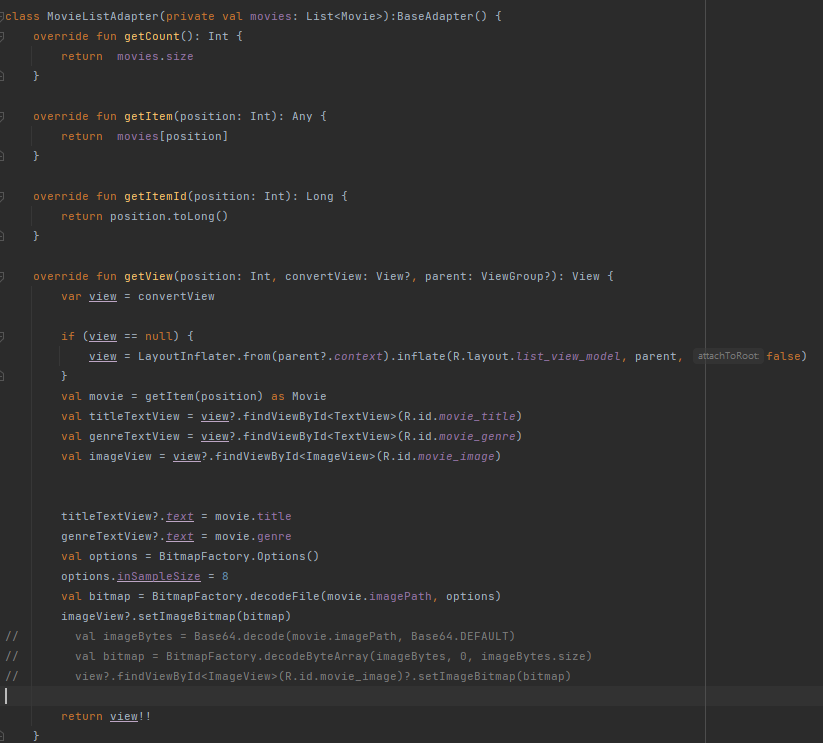 class MovieListAdapter(private val movies: List<Movie>):BaseAdapter() {
    override fun getCount(): Int {
        return  movies.size
    }

    override fun getItem(position: Int): Any {
        return  movies[position]
    }

    override fun getItemId(position: Int): Long {
        return position.toLong()
    }

    override fun getView(position: Int, convertView: View?, parent: ViewGroup?): View {
        var view = convertView

        if (view == null) {
            view = LayoutInflater.from(parent?.context).inflate(R.layout.list_view_model, parent, attachToRoot false)
        }
        val movie = getItem(position) as Movie
        val titleTextView = view?.findViewById<TextView>(R.id.movie_title)
        val genreTextView = view?.findViewById<TextView>(R.id.movie_genre)
        val imageView = view?.findViewById<ImageView>(R.id.movie_image)


        titleTextView?.text = movie.title
        genreTextView?.text = movie.genre
        val options = BitmapFactory.Options()
        options.inSampleSize = 8
        val bitmap = BitmapFactory.decodeFile(movie.imagePath, options)
        imageView?.setImageBitmap(bitmap)
//        val imageBytes = Base64.decode(movie.imagePath, Base64.DEFAULT)
//        val bitmap = BitmapFactory.decodeByteArray(imageBytes, 0, imageBytes.size)
//        view?.findViewById<ImageView>(R.id.movie_image)?.setImageBitmap(bitmap)

        return view!!
    }